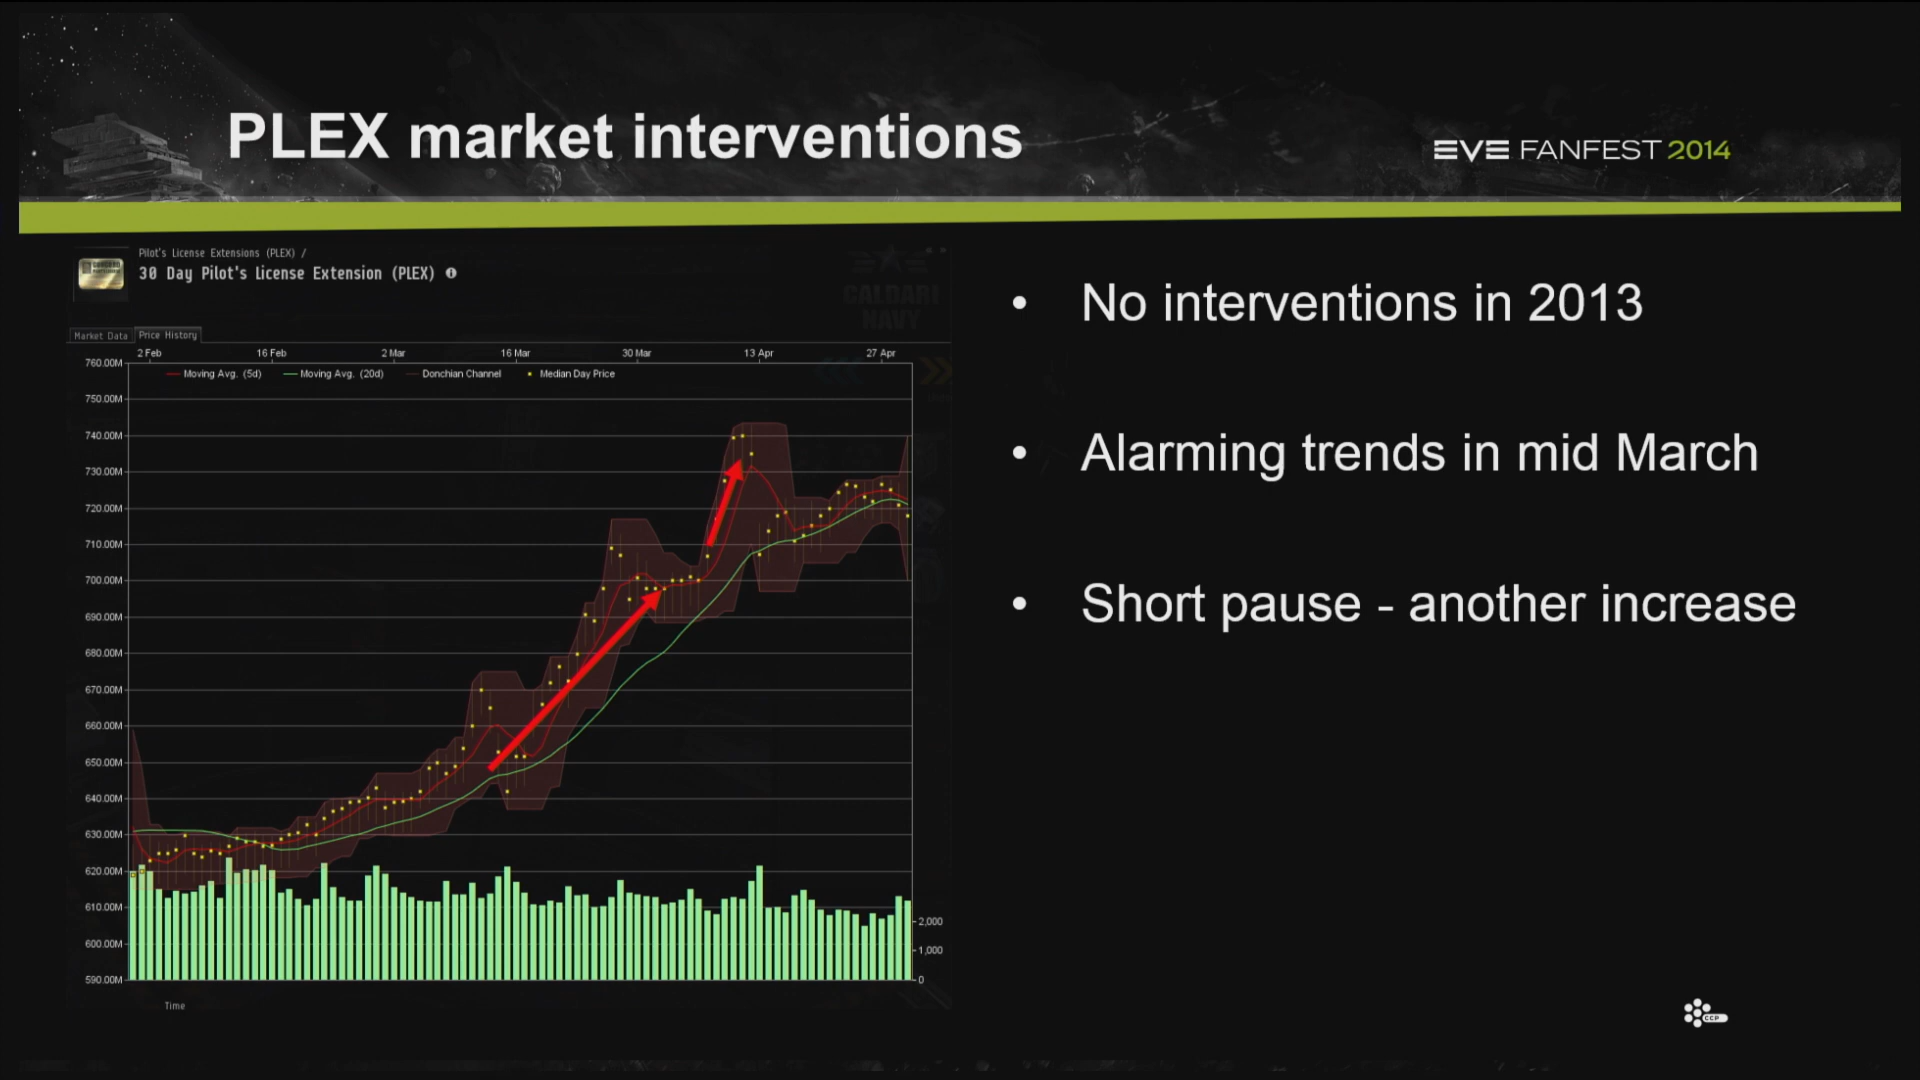 PLEX market interventions
EVE FANFEST 2014
Pilot's License Extensions (PLEX) /
30 Day Pilot's License Extension (PLEX)
CALDARI
NAVY
Market Data
Price History
2 Feb
16 Feb
2 Mar
16 Mar
30 Mar
13 Apr
27 Apr
Moving Avg. (5d)
Moving Avg. (20d)
Donchian Channel
Median Day Price
760.00M
750.00M
740.00M
730.00M
720.00M
710.00M
700.00M
690.00M
680.00M
670.00M
660.00M
650.00M
640.00M
630.00M
620.00M
610.00M
600.00M
590.00M
2,000
1,000
0
Time
• No interventions in 2013
• Alarming trends in mid March
• Short pause - another increase
CCP